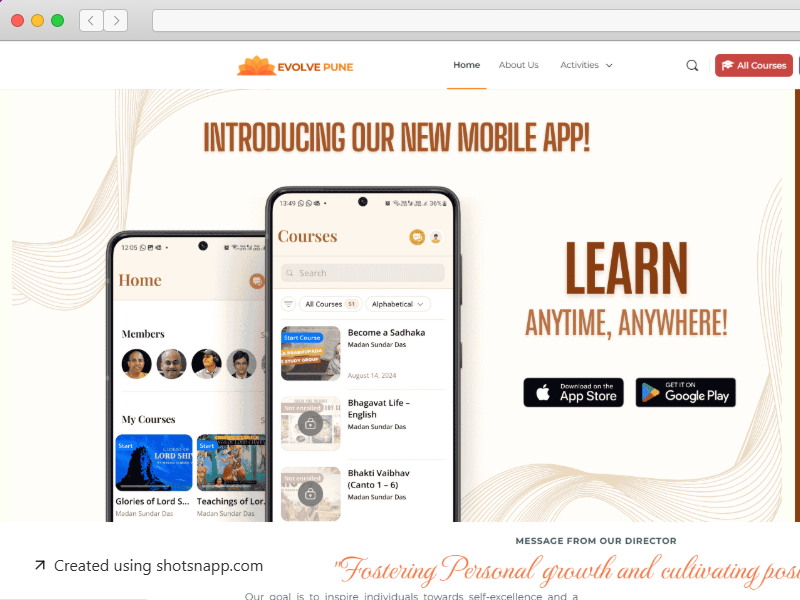 EVOLVE PUNE
Home About Us Activities
All Courses
INTRODUCING OUR NEW MOBILE APP!
12:05
Home
Members
My Courses
Start
Start
Glories of Lord S...
Madan Sundar Das
Teachings of Lor
Madan Sundar Das
13:49
36%
Courses
Search
All Courses 51
Alphabetical
Start Course
STUDY GROUP
Become a Sadhaka
Madan Sundar Das
August 14, 2024
Not enrolled
Bhagavat Life –
English
Madan Sundar Das
Not enrolled
Bhakti Vaibhav
(Canto 1 – 6)
Madan Sundar Das
LEARN
ANYTIME, ANYWHERE!
Download on the
App Store
GET IT ON
Google Play
MESSAGE FROM OUR DIRECTOR
"Fostering Personal growth and cultivating pos
Our goal is to inspire individuals towards self-excellence and a
Created using shotsnapp.com